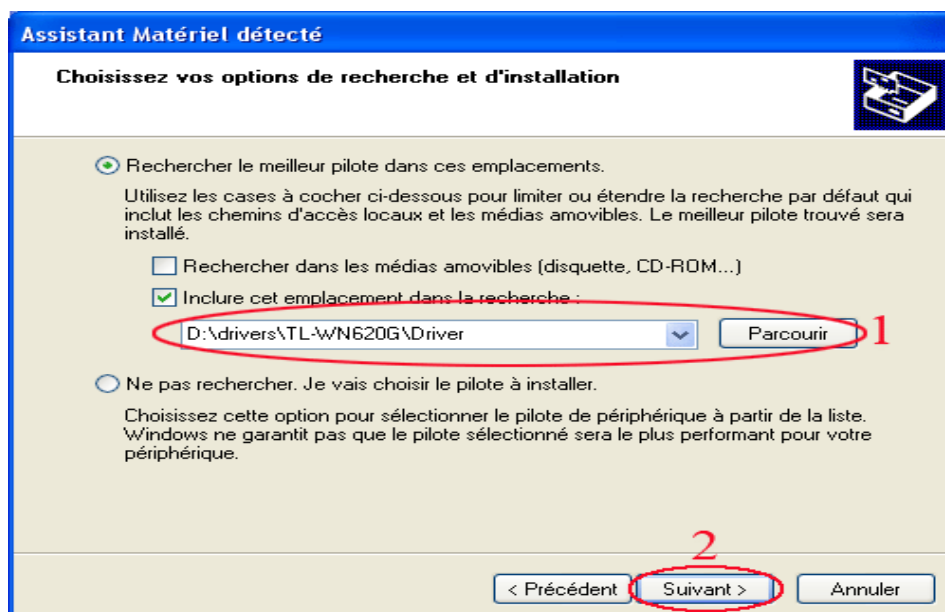 Assistant Matériel détecté
Choisissez vos options de recherche et d'installation
Rechercher le meilleur pilote dans ces emplacements.
Utilisez les cases à cocher ci-dessous pour limiter ou étendre la recherche par défaut qui
inclut les chemins d'accès locaux et les médias amovibles. Le meilleur pilote trouvé sera
installé.
Rechercher dans les médias amovibles (disquette, CD-ROM...)
Inclure cet emplacement dans la recherche :
D:\drivers\TL-WN620G\Driver Parcourir 1
Ne pas rechercher. Je vais choisir le pilote à installer.
Choisissez cette option pour sélectionner le pilote de périphérique à partir de la liste.
Windows ne garantit pas que le pilote sélectionné sera le plus performant pour votre
périphérique.
2
< Précédent Suivant > Annuler